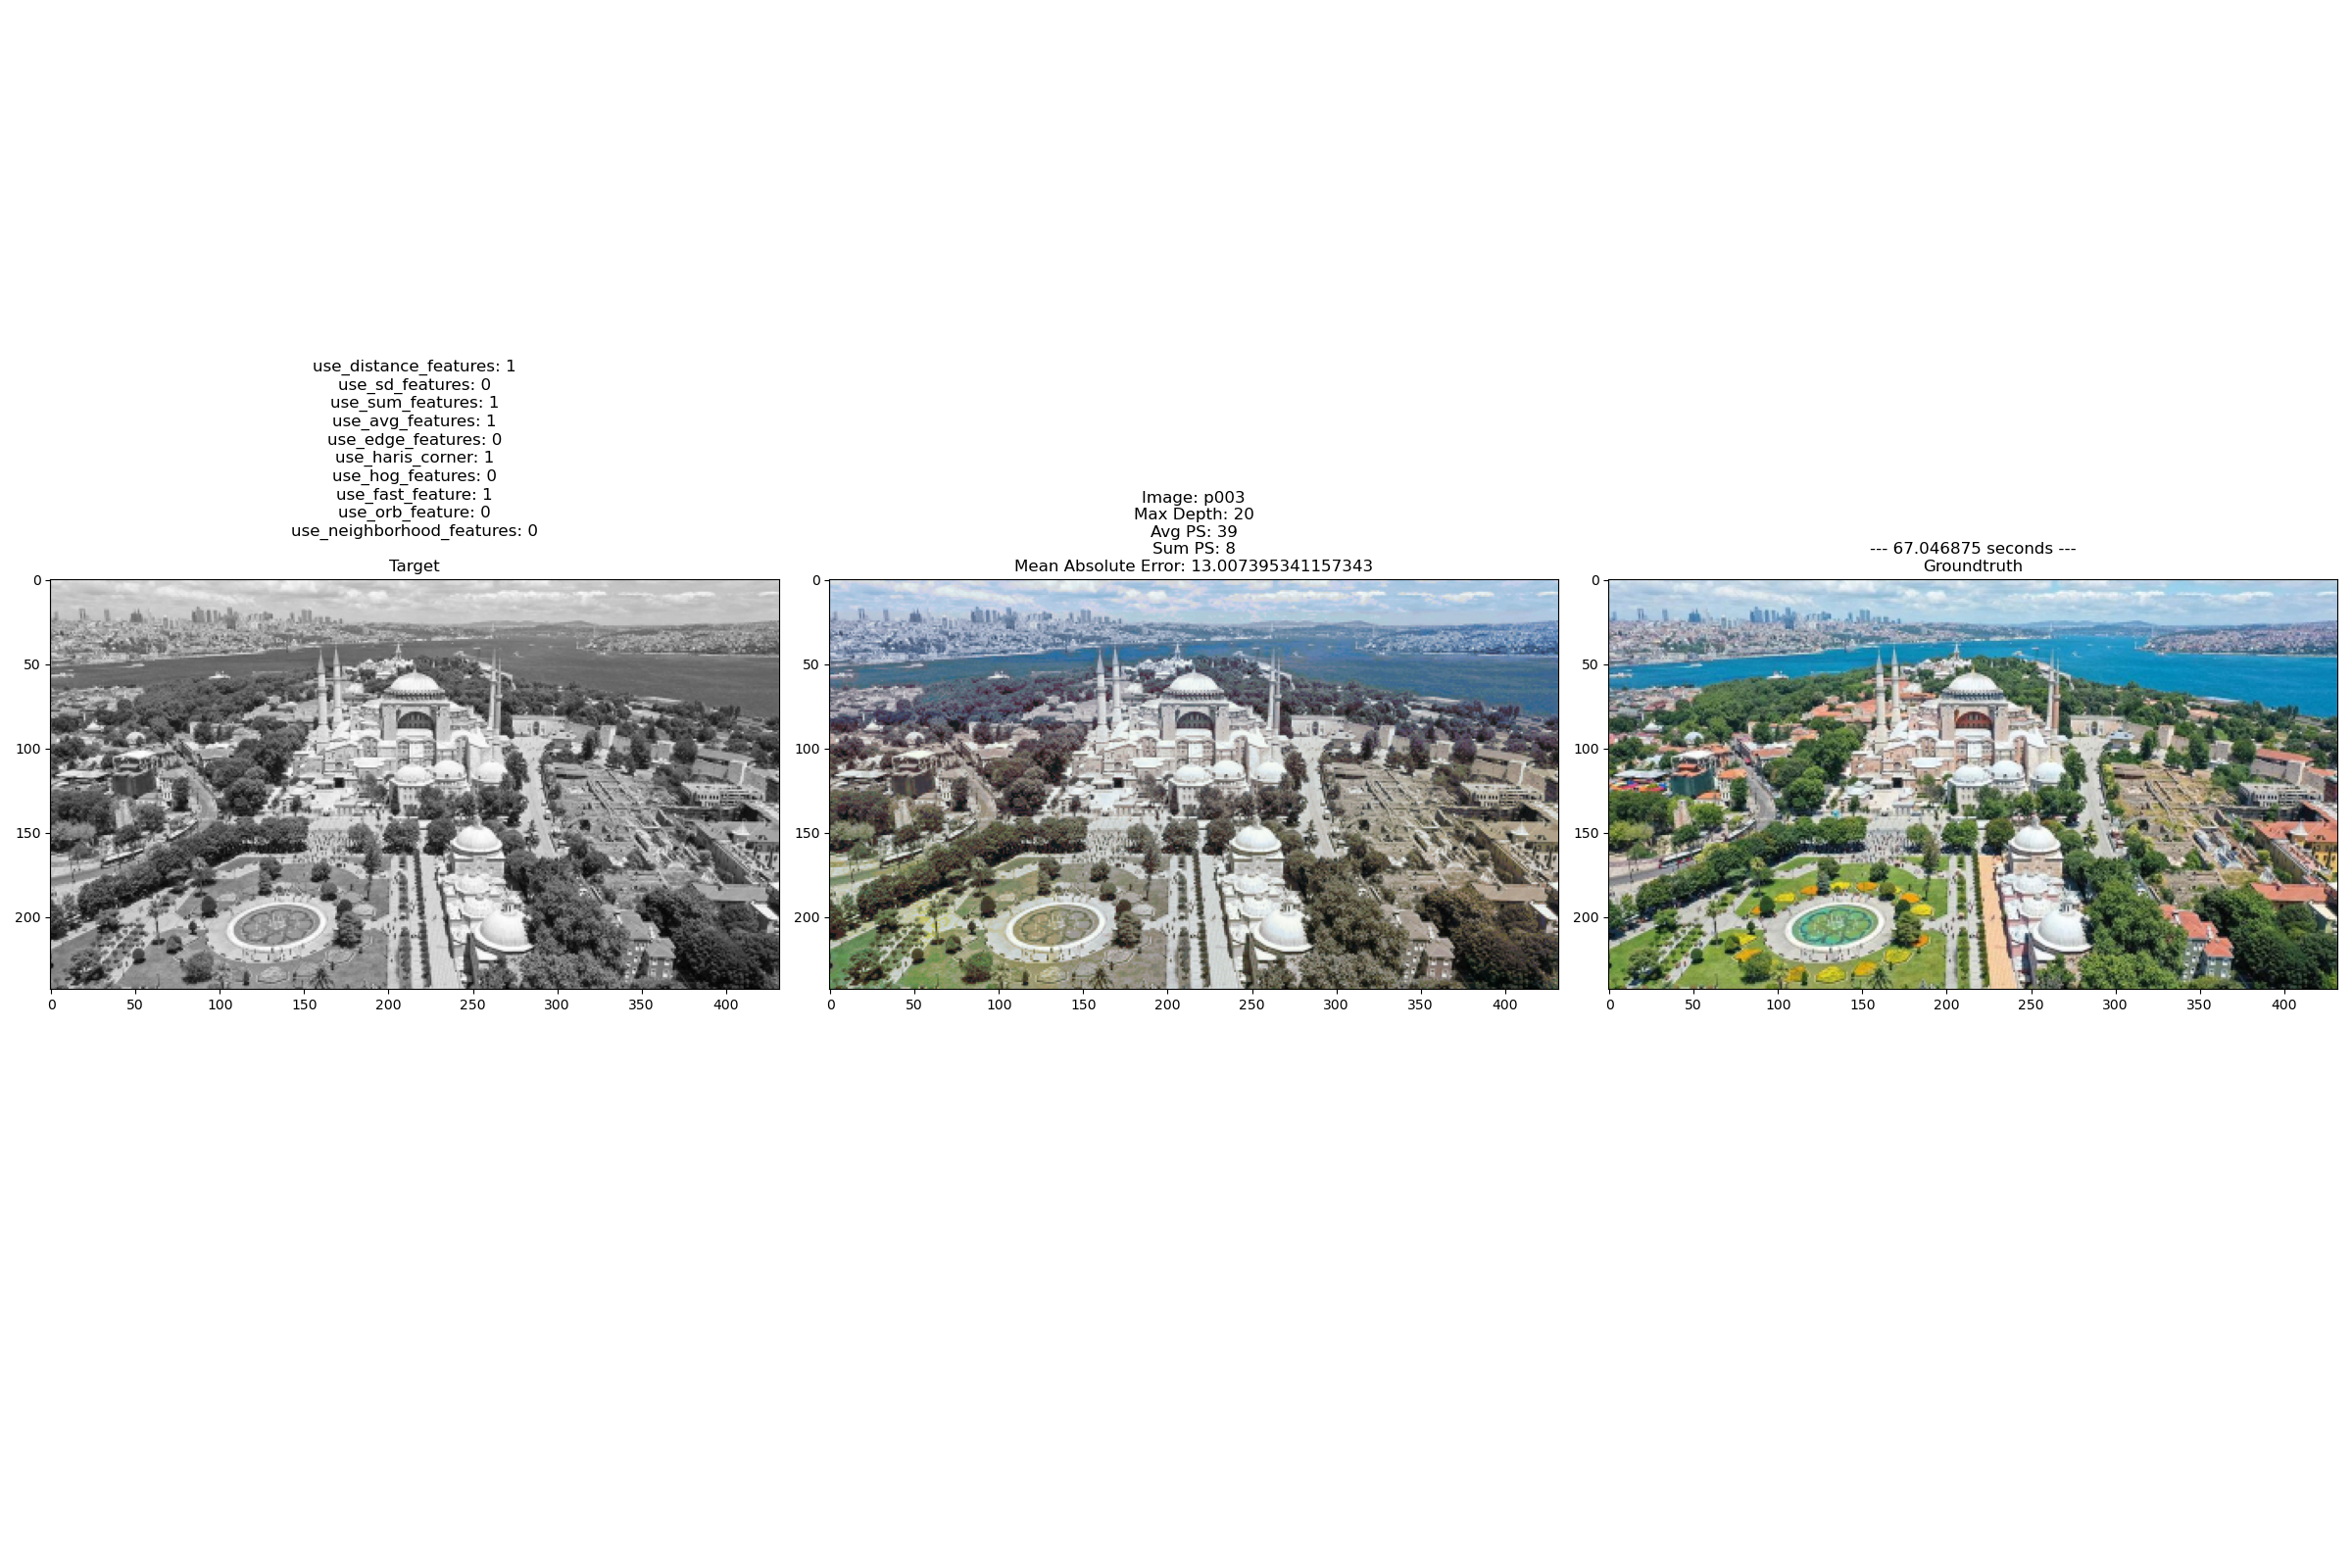 use_distance_features: 1
use_sd_features: 0
use_sum_features: 1
use_avg_features: 1
use_edge_features: 0
use_haris_corner: 1
use_hog_features: 0
use_fast_feature: 1
use_orb_feature: 0
use_neighborhood_features: 0
Target
0
50
100
150
200
0 50 100 150 200 250 300 350 400
Image: p003
Max Depth: 20
Avg PS: 39
Sum PS: 8
Mean Absolute Error: 13.007395341157343
0
50
100
150
200
0 50 100 150 200 250 300 350 400
--- 67.046875 seconds ---
Groundtruth
0
50
100
150
200
0 50 100 150 200 250 300 350 400